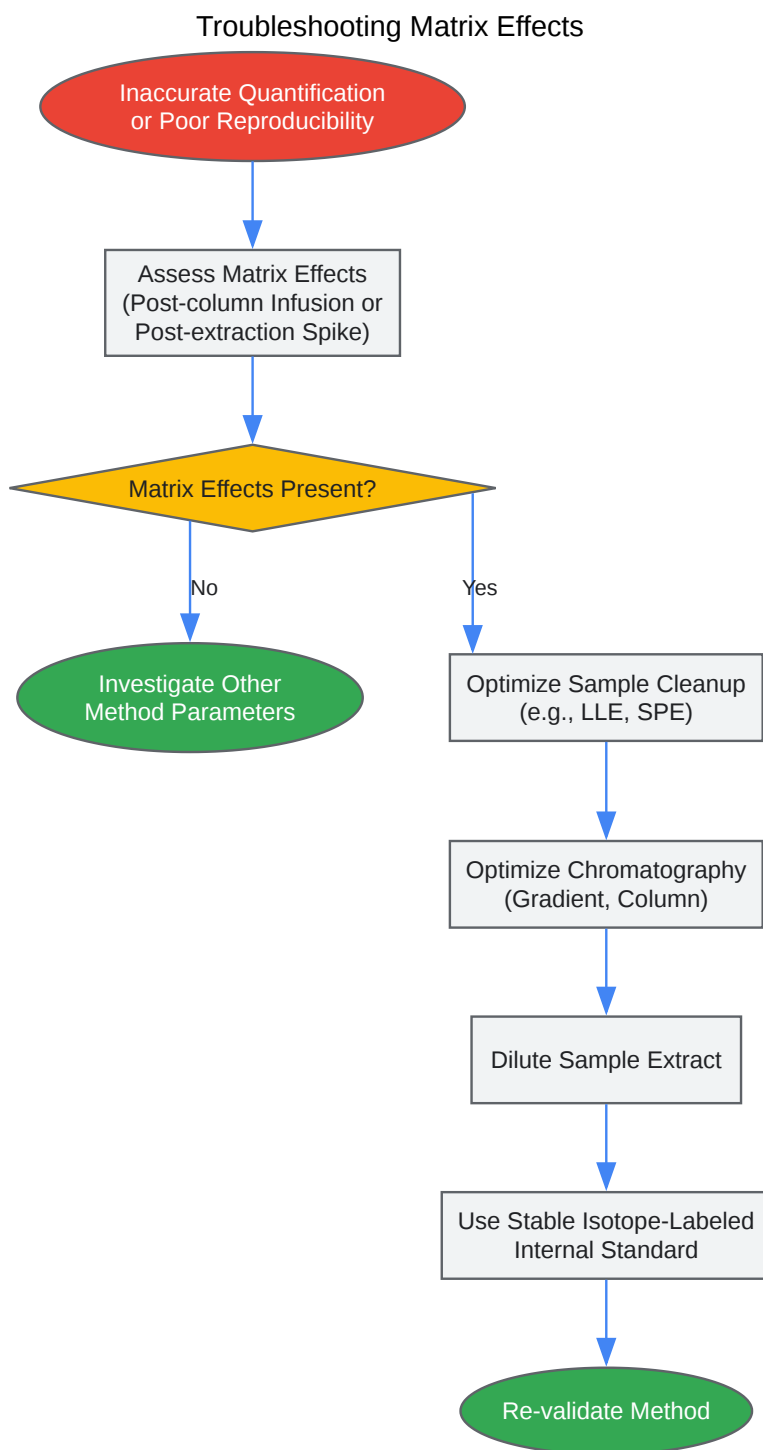 Troubleshooting Matrix Effects
Inaccurate Quantification
or Poor Reproducibility
Assess Matrix Effects
(Post-column Infusion or
Post-extraction Spike)
Matrix Effects Present?
No
Yes
Investigate Other
Method Parameters
Optimize Sample Cleanup
(e.g., LLE, SPE)
Optimize Chromatography
(Gradient, Column)
Dilute Sample Extract
Use Stable Isotope-Labeled
Internal Standard
Re-validate Method